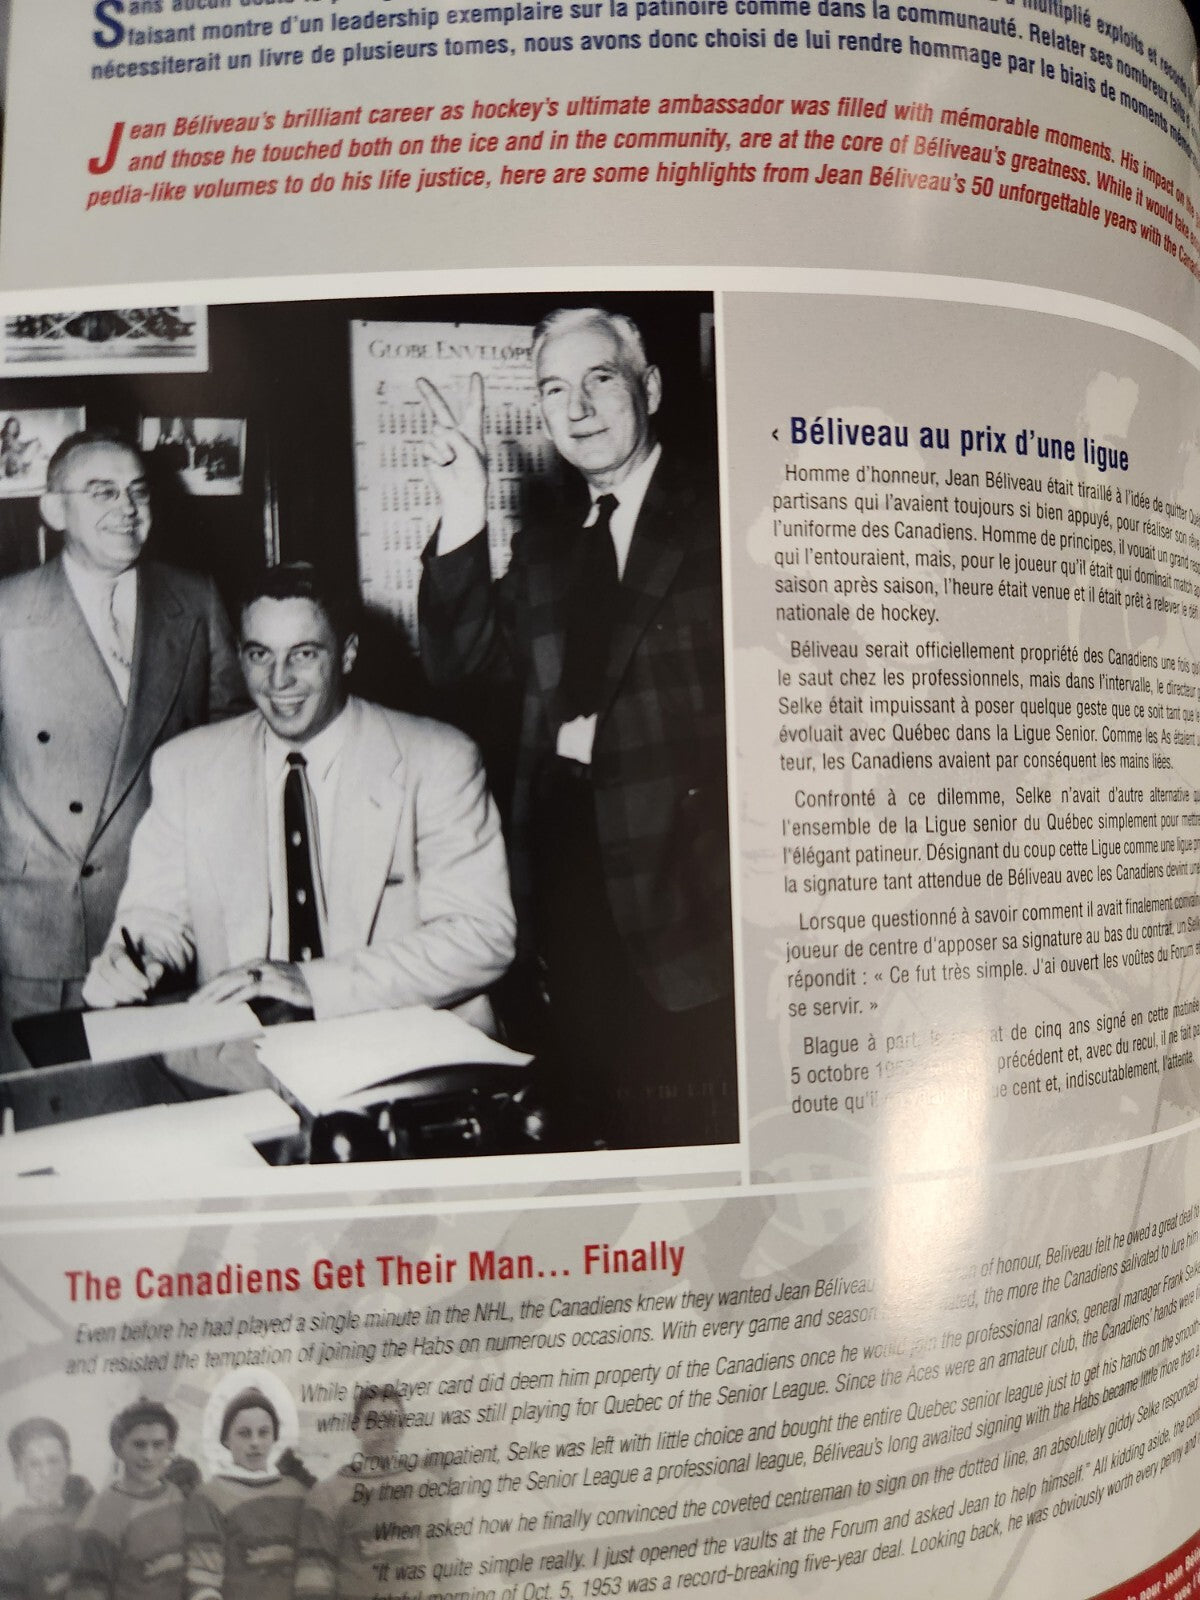 Sans aucun doute le
multiplié exploits et records
faisant montre d'un leadership exemplaire sur la patinoire comme dans la communauté. Relater ses nombreux faits
nécessiterait un livre de plusieurs tomes, nous avons donc choisi de lui rendre hommage par le biais de moments
Jean Béliveau's brilliant career as hockey's ultimate ambassador was filled with mémorable moments. His impact on the
and those he touched both on the ice and in the community, are at the core of Béliveau's greatness. While it would take
pedia-like volumes to do his life justice, here are some highlights from Jean Béliveau's 50 unforgettable years with the
GLOBE ENVELOPE
‹ Béliveau au prix d'une ligue
Homme d'honneur, Jean Béliveau était tiraillé à l'idée de quitter
partisans qui l'avaient toujours si bien appuyé, pour réaliser son rêve
l'uniforme des Canadiens. Homme de principes, il vouait un grand
qui l'entouraient, mais, pour le joueur qu'il était qui dominait match
saison après saison, l'heure était venue et il était prêt à relever le défi
nationale de hockey.
Béliveau serait officiellement propriété des Canadiens une fois
le saut chez les professionnels, mais dans l'intervalle, le directeur
Selke était impuissant à poser quelque geste que ce soit tant que
évoluait avec Québec dans la Ligue Senior. Comme les As étaient
teur, les Canadiens avaient par conséquent les mains liées.
Confronté à ce dilemme, Selke n'avait d'autre alternative
l'ensemble de la Ligue senior du Québec simplement pour mettre
l'élégant patineur. Désignant du coup cette Ligue comme une ligue
la signature tant attendue de Béliveau avec les Canadiens devint
Lorsque questionné à savoir comment il avait finalement
joueur de centre d'apposer sa signature au bas du contrat, un
répondit : « Ce fut très simple. J'ai ouvert les voûtes du Forum
se servir. »
Blague à part, de cinq ans signé en cette matinée
5 octobre précédent et, avec du recul, il ne fait
doute qu'il cent et, indiscutablement, l'attente.
The Canadiens Get Their Man... Finally
Even before he had played a single minute in the NHL, the Canadiens knew they wanted Jean Béliveau of honour, Beliveau felt he owed a great deal to
and resisted the temptation of joining the Habs on numerous occasions. With every game and season the more the Canadiens salivated to lure him
While his player card did deem him property of the Canadiens once he would join the professional ranks, general manager Frank Selke
while Béliveau was still playing for Quebec of the Senior League. Since the Aces were an amateur club, the Canadiens' hands were
Growing impatient, Selke was left with little choice and bought the entire Quebec senior league just to get his hands on the
By then declaring the Senior League a professional league, Béliveau's long awaited signing with the Habs became little more than a
When asked how he finally convinced the coveted centreman to sign on the dotted line, an absolutely giddy Selke responded
"It was quite simple really. I just opened the vaults at the Forum and asked Jean to help himself." All kidding aside, the
morning of Oct. 5, 1953 was a record-breaking five-year deal. Looking back, he was obviously worth every penny and
pour Jean